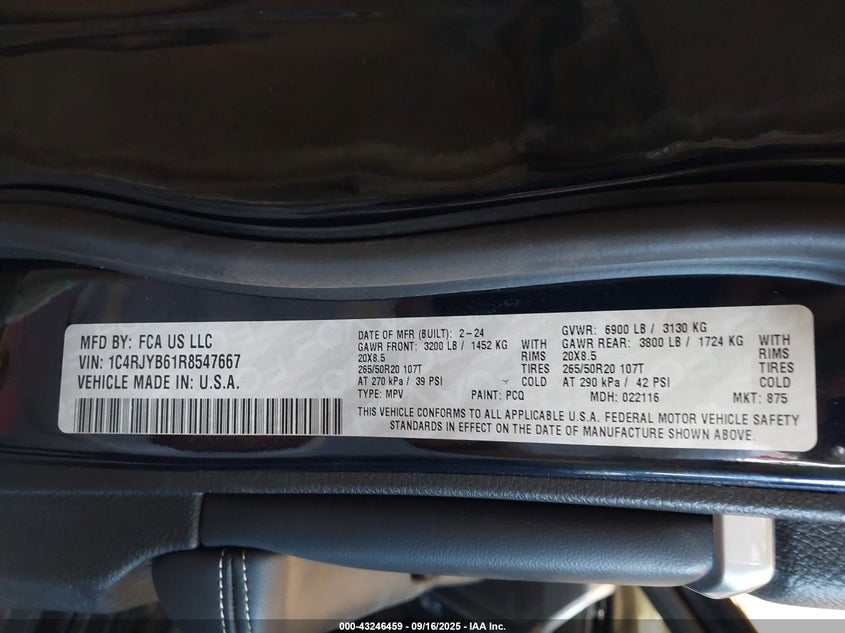 MFD BY: FCA US LLC
VIN: 1C4RJYB61R8547667
VEHICLE MADE IN: U.S.A.
DATE OF MFR (BUILT): 2-24
GAWR FRONT: 3200 LB / 1452 KG WITH
20X8.5 RIMS
265/50R20 107T TIRES
AT 270 kPa / 39 PSI COLD
TYPE: MPV PAINT: PCQ
GVWR: 6900 LB / 3130 KG
GAWR REAR: 3800 LB / 1724 KG WITH
20X8.5 RIMS
265/50R20 107T TIRES
AT 290 kPa / 42 PSI COLD
MDH: 022116 MKT: 875
THIS VEHICLE CONFORMS TO ALL APPLICABLE U.S.A. FEDERAL MOTOR VEHICLE SAFETY
STANDARDS IN EFFECT ON THE DATE OF MANUFACTURE SHOWN ABOVE.
000-43246459 - 09/16/2025 - IAA Inc.